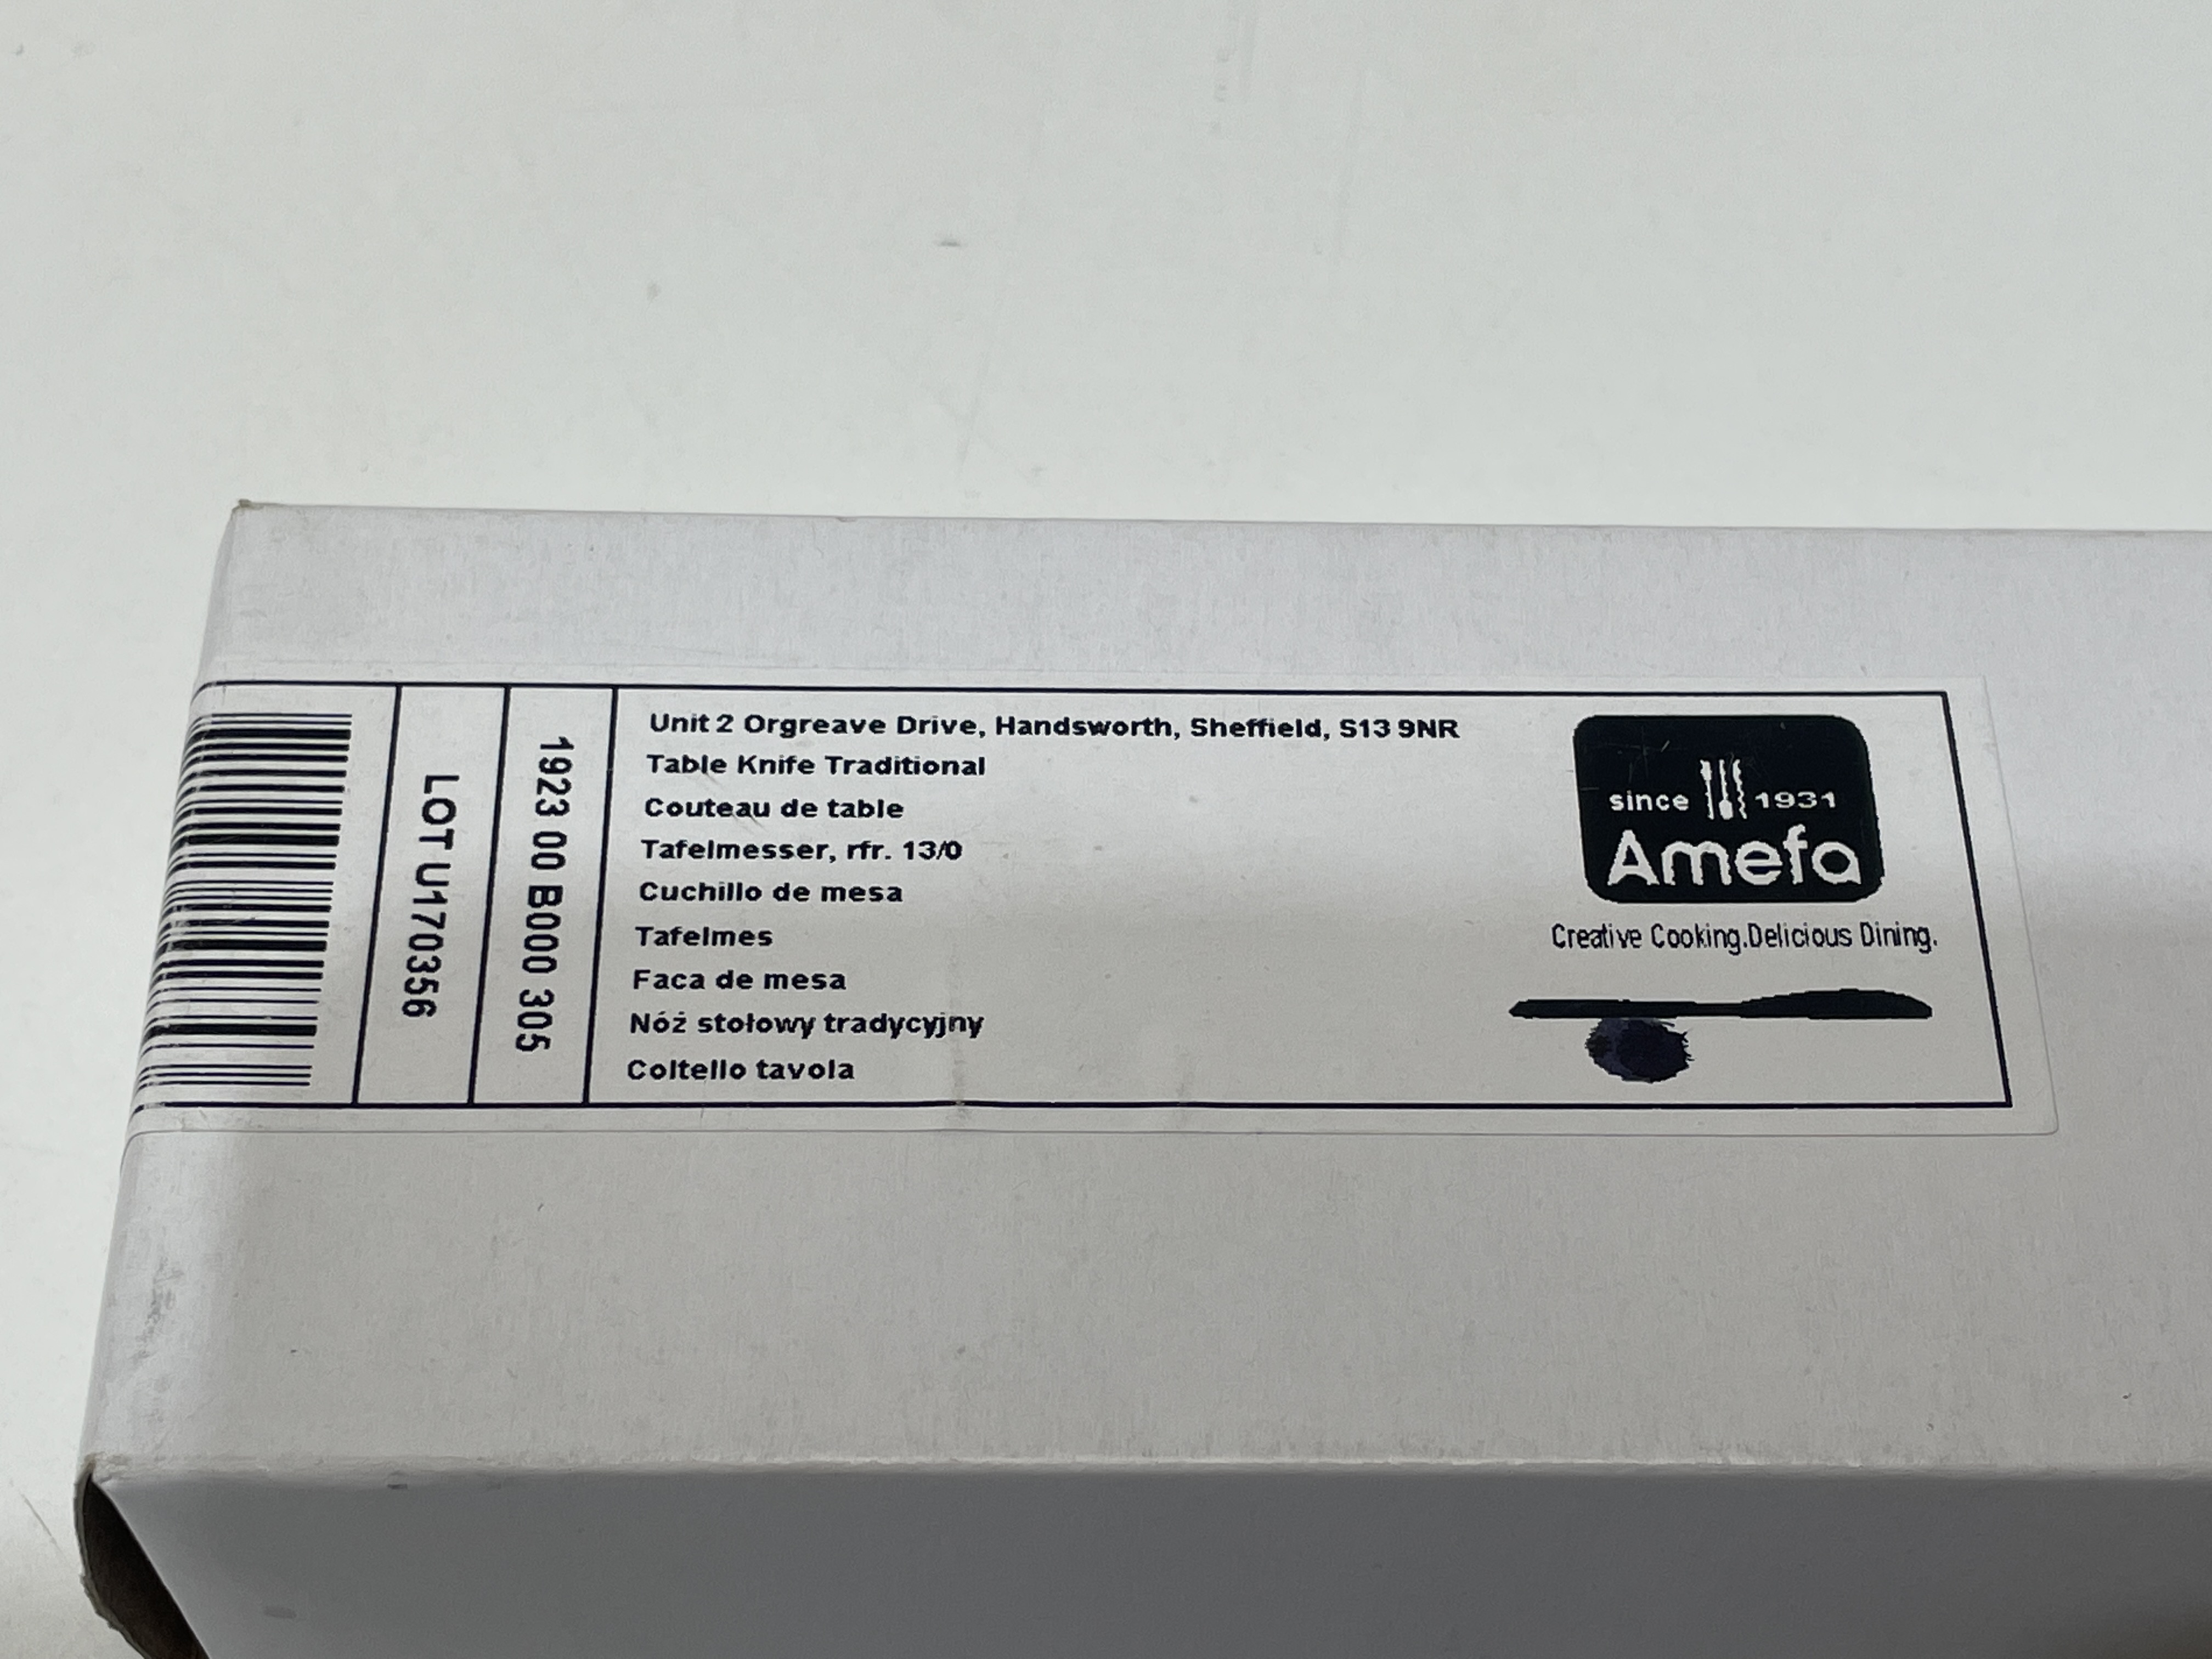 LOT U170356
1923 00 B000 305
Unit 2 Orgreave Drive, Handsworth, Sheffield, S13 9NR
Table Knife Traditional
Couteau de table
Tafelmesser, rfr. 13/0
Cuchillo de mesa
Tafelmes
Faca de mesa
Nóż stołowy tradycyjny
Coltello tavola
since 1931
Amefa
Creative Cooking.Delicious Dining.